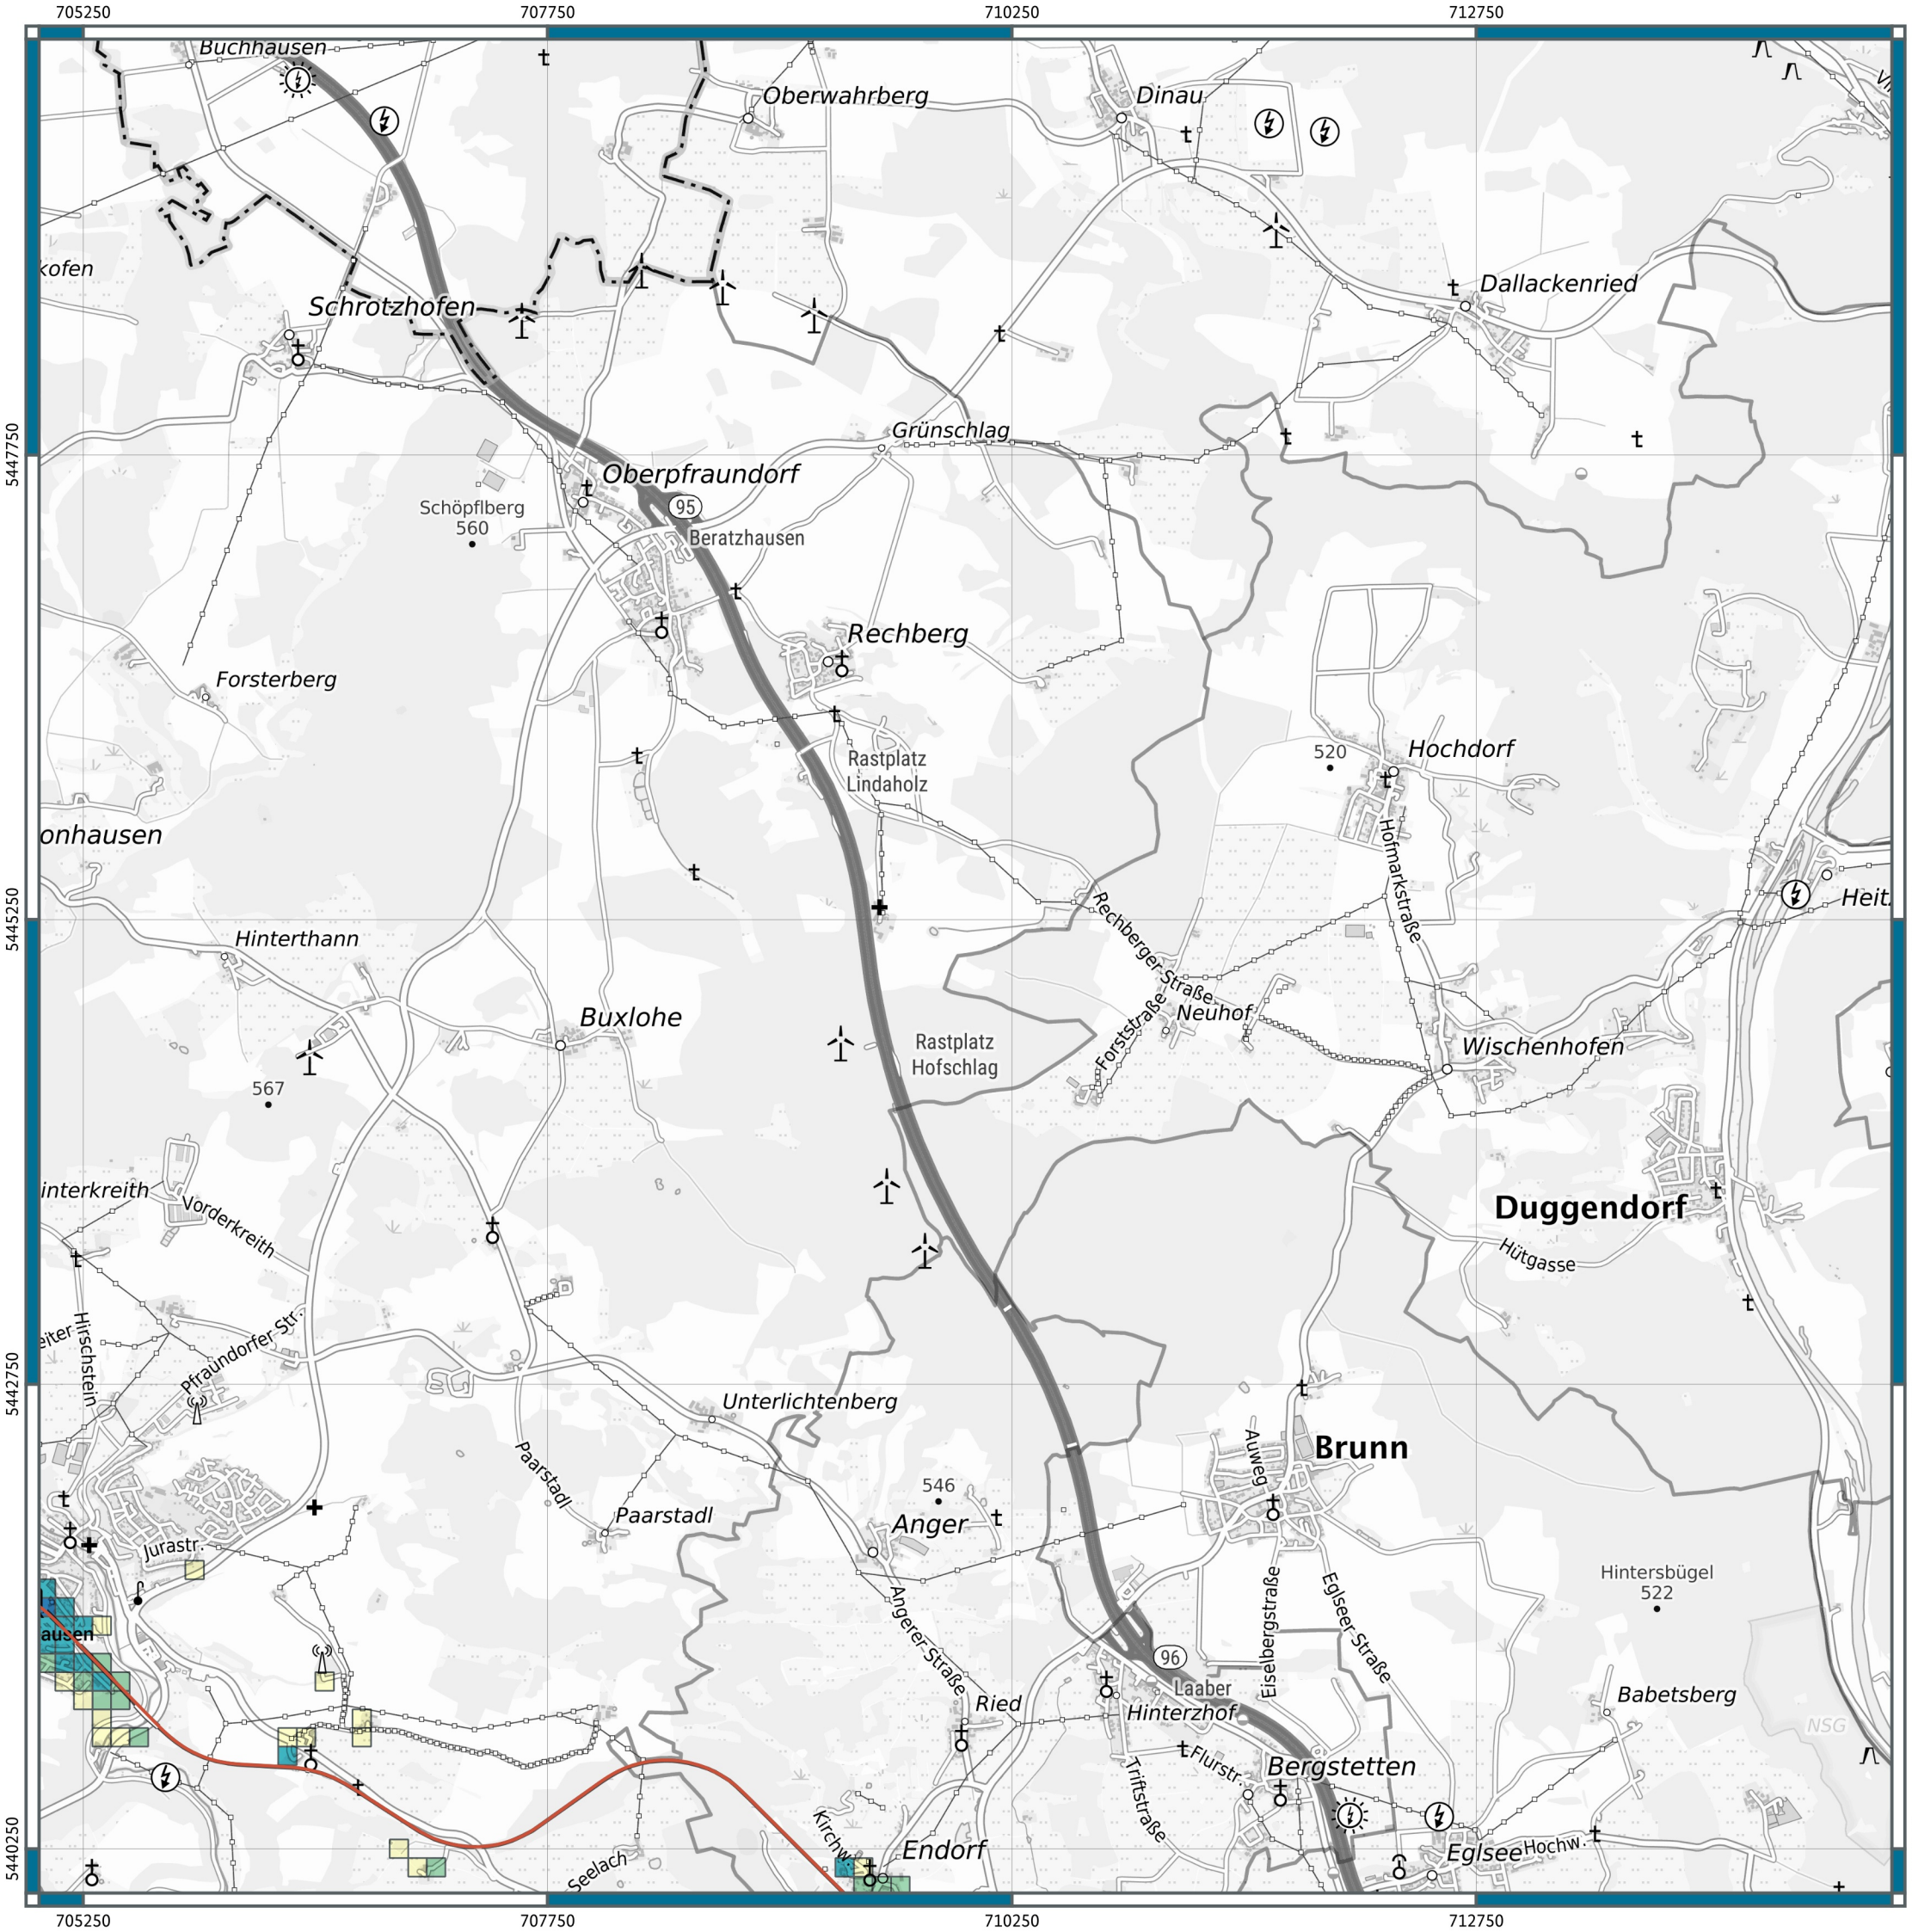 705250
707750
710250
712750
Buchhausen
Oberwahrberg
Dinau
kofen
Schrotzhofen
Dallackenried
5447750
Grünschlag
Oberpfraundorf
95
Schöpflberg
560
Beratzhausen
Rechberg
Forsterberg
Rastplatz
Lindaholz
520
Hochdorf
onhausen
Hofmarkstraße
5445250
Heit.
Hinterthann
Rechberger Straße
Buxlohe
Neuhof
Forststraße
Rastplatz
Hofschlag
Wischenhofen
567
interkreith
Vorderkreith
Duggendorf
Hütgasse
eiter
Hirschstein
Pfraundorfer Str.
5442750
Unterlichtenberg
Auweg
Brunn
Paarstadl
546
Paarstadl
Anger
Jurastr.
Hintersbügel
522
Angerer Straße
Eiselbergstraße
Eglseer Straße
ausen
96
Laaber
Ried
Hinterzhof
Babetsberg
NSG
Flurstr.
Bergstetten
Triftstraße
Kirchw.
Endorf
5440250
Eglsee
Hochw.
Seelach
705250
707750
710250
712750